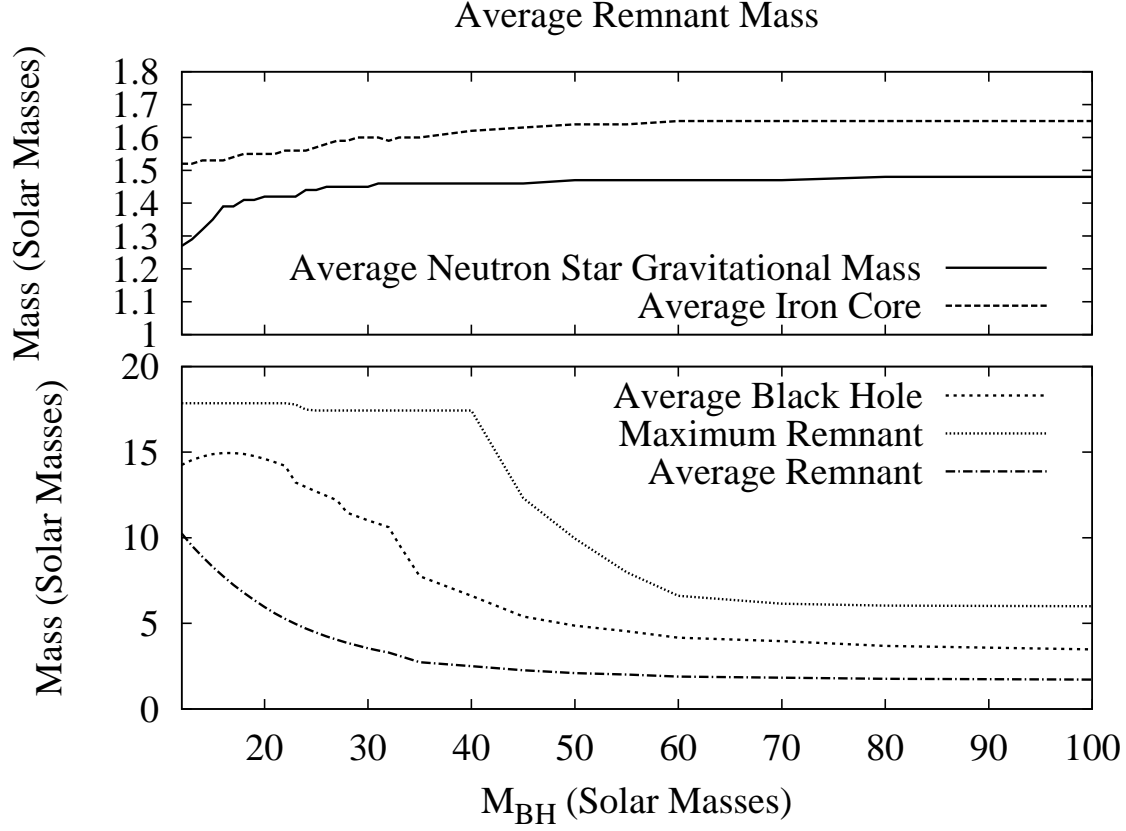 Average Remnant Mass
Mass (Solar Masses)
1.8
1.7
1.6
1.5
1.4
1.3
1.2
1.1
1
Average Neutron Star Gravitational Mass
Average Iron Core
Mass (Solar Masses)
20
15
10
5
0
Average Black Hole
Maximum Remnant
Average Remnant
20 30 40 50 60 70 80 90 100
M_BH (Solar Masses)